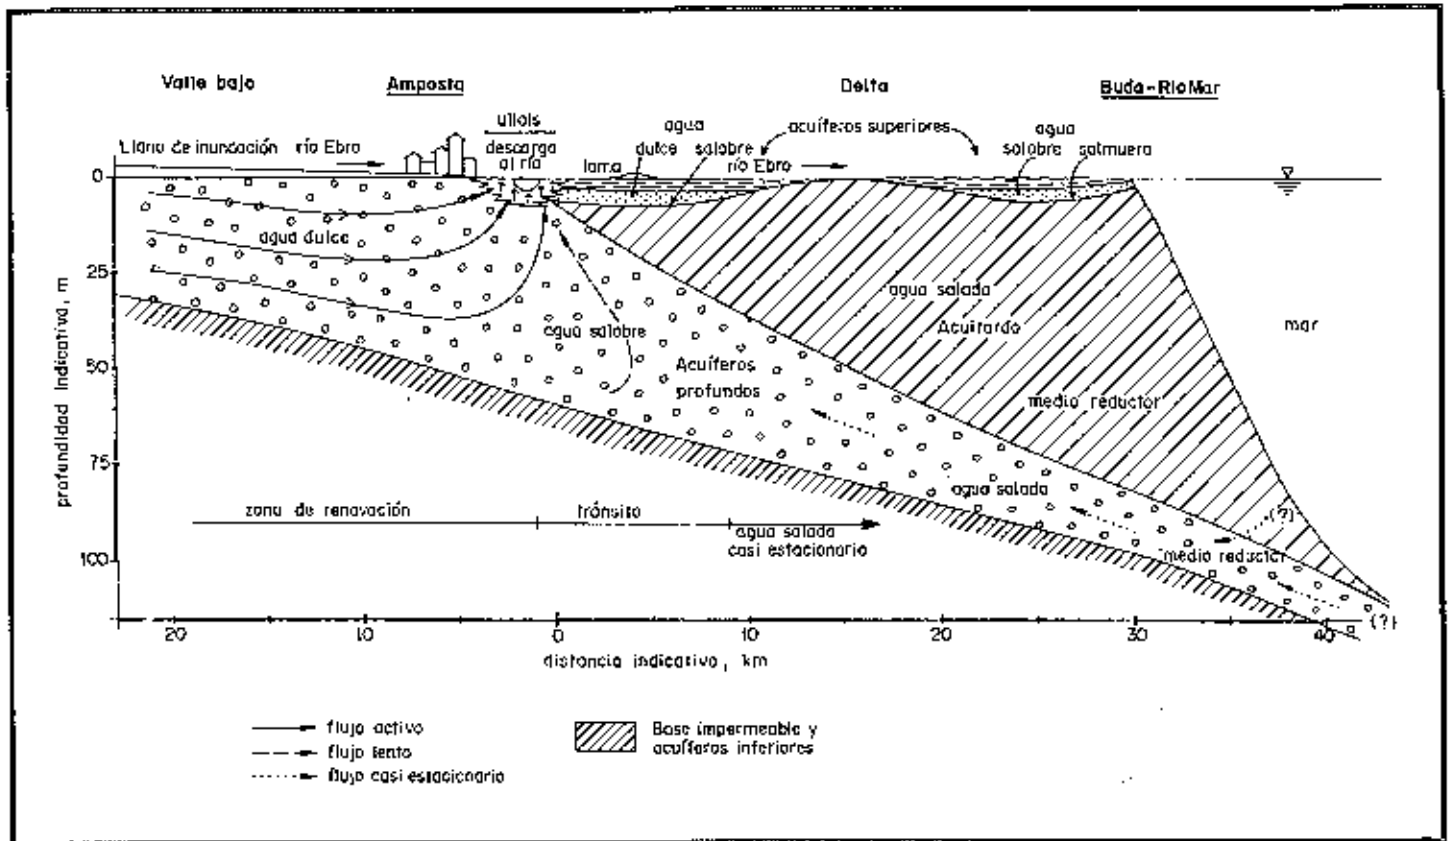 Valle bajo
Amposta
Delta
Buda-RíoMar
Llano de inundación río Ebro
ullals
descarga
al río
lama
agua
dulce salobre
acuíferos superiores
río Ebro
agua
salobre salmuera
0
25
50
75
100
profundidad indicativa, m
agua dulce
agua salobre
Acuíferos
profundos
agua salada
Acuitardo
medio reductor
mar
agua salada
medio reductor
(?)
(?)
zona de renovación
tránsito
agua salada
casi estacionaria
20
10
0
10
20
30
40
distancia indicativa, km
flujo activo
flujo lento
flujo casi estacionario
Base impermeable y
acuíferos inferiores